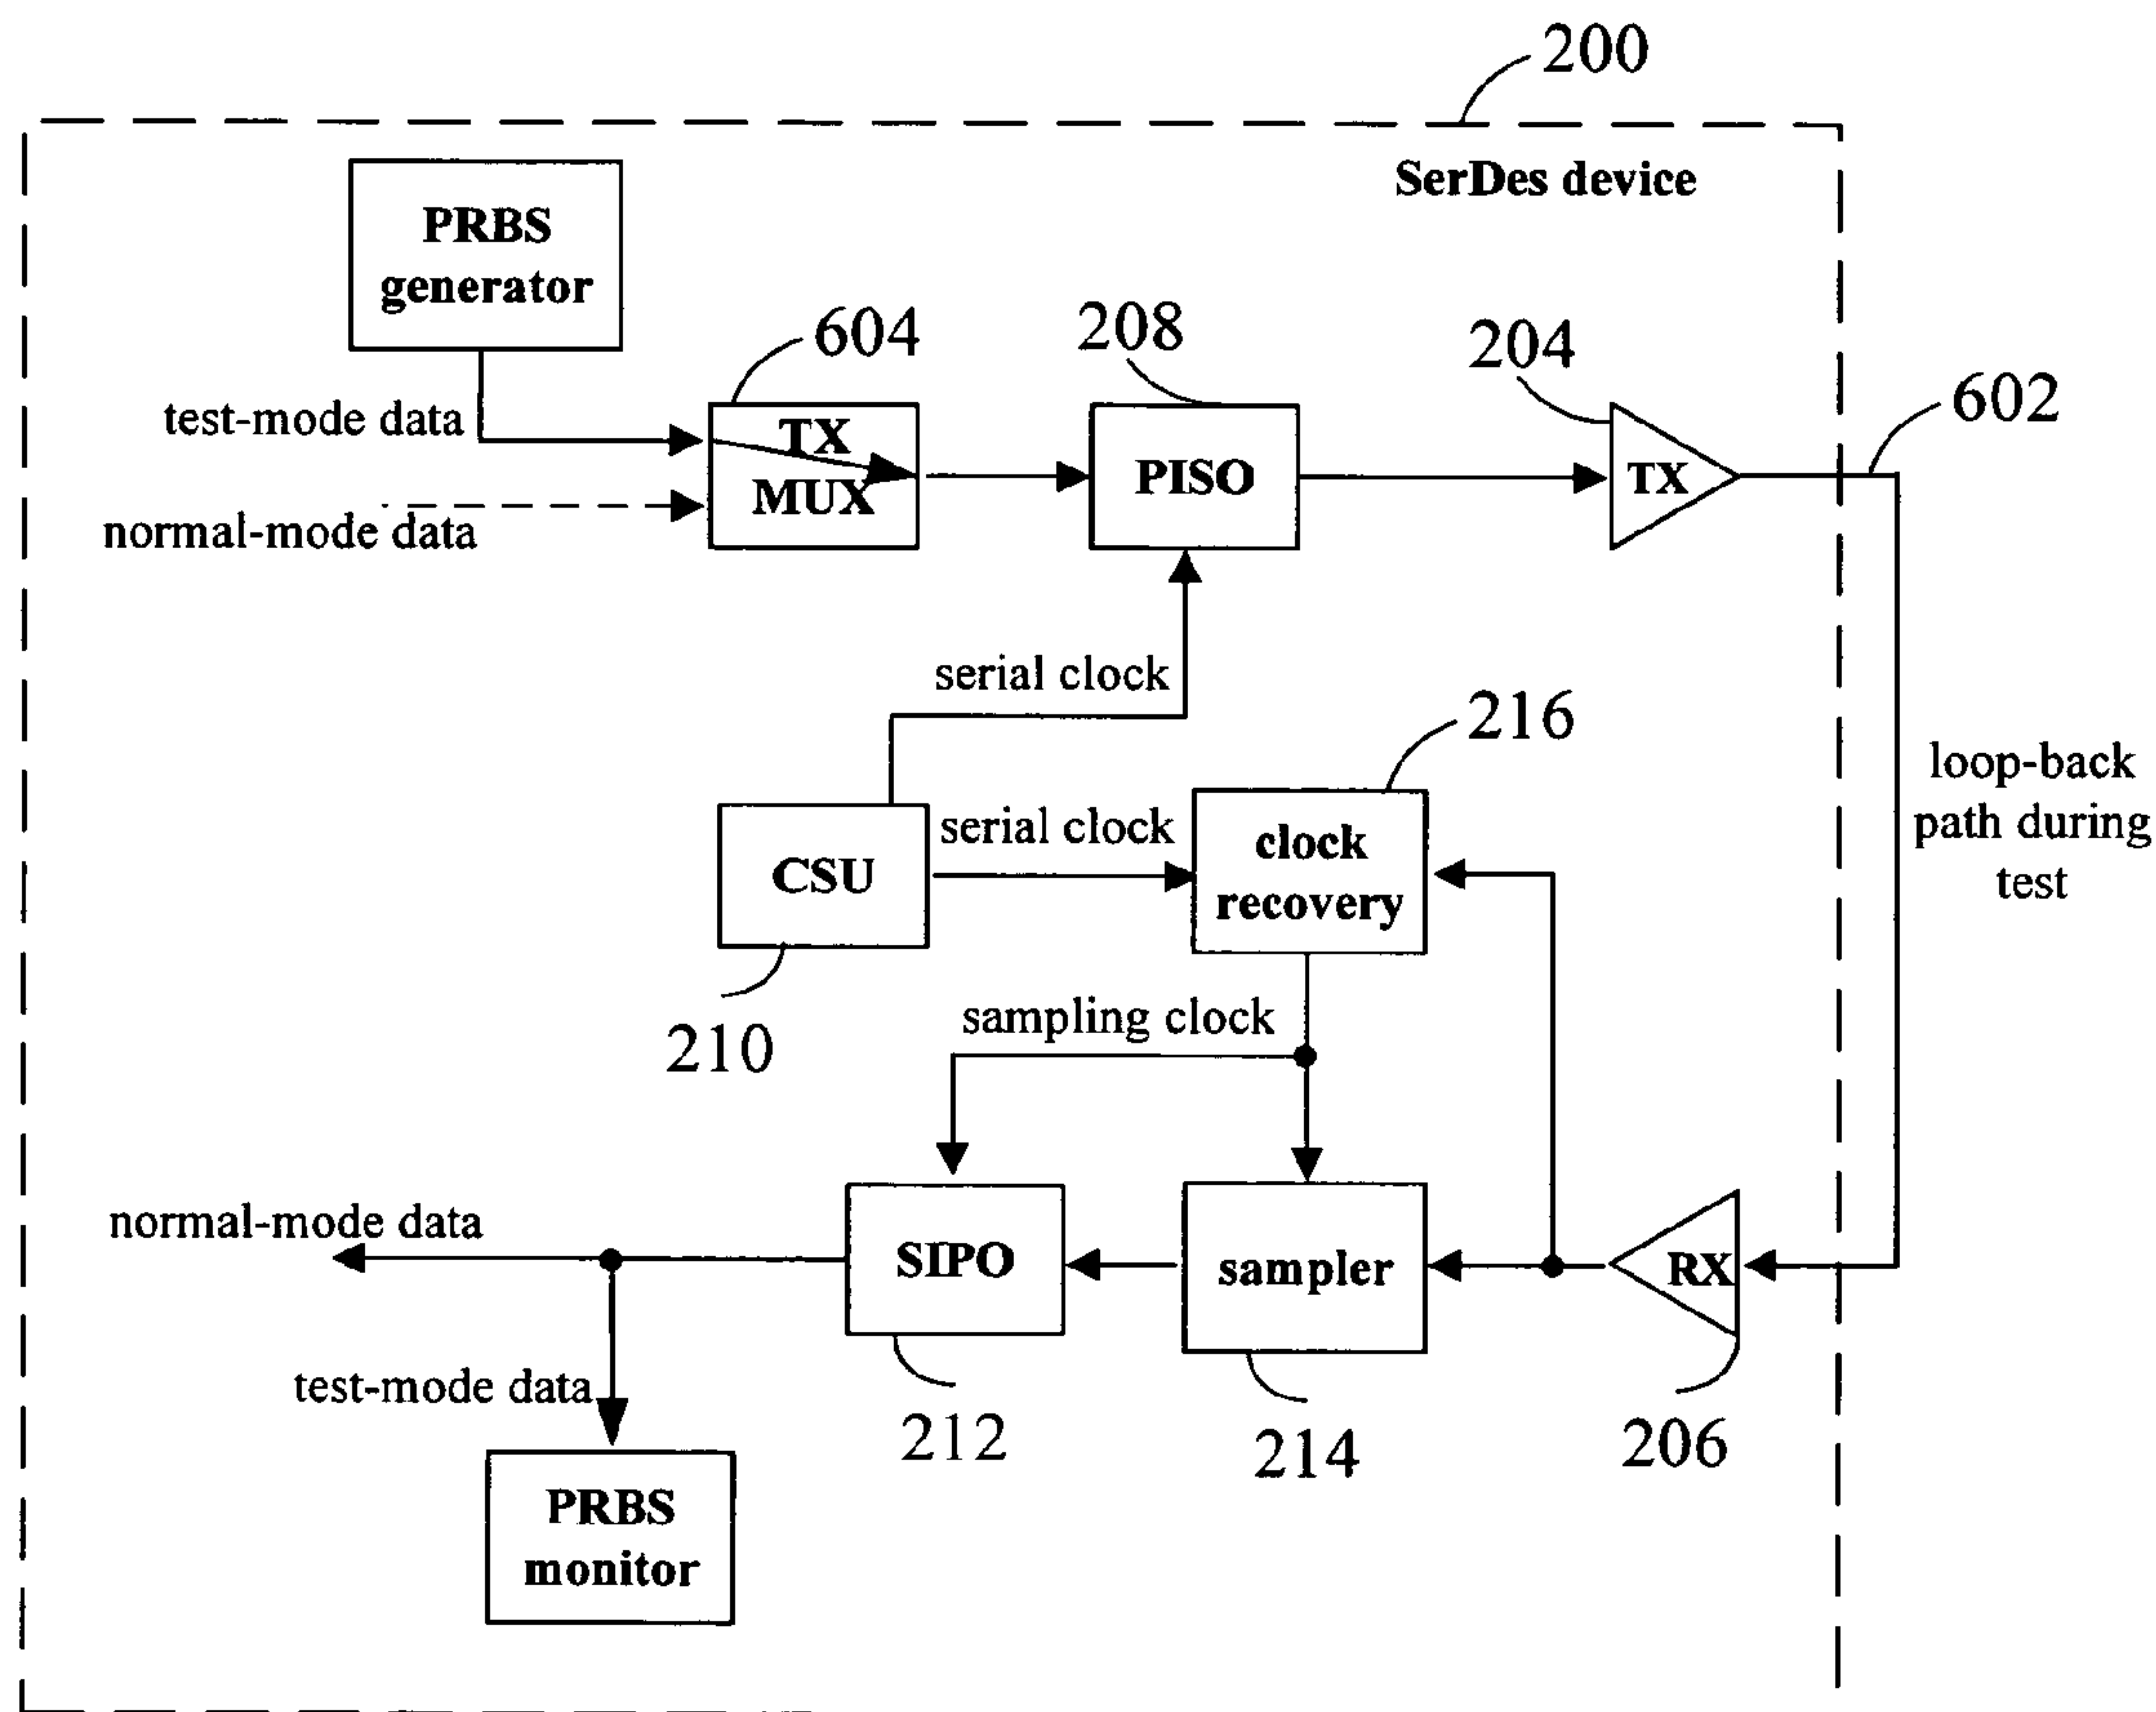 200
SerDes device
PRBS
generator
604
208
204
602
test-mode data
TX
MUX
PISO
TX
normal-mode data
serial clock
216
loop-back
path during
test
serial clock
clock
recovery
CSU
210
sampling clock
normal-mode data
SIPO
sampler
RX
test-mode data
212
214
206
PRBS
monitor